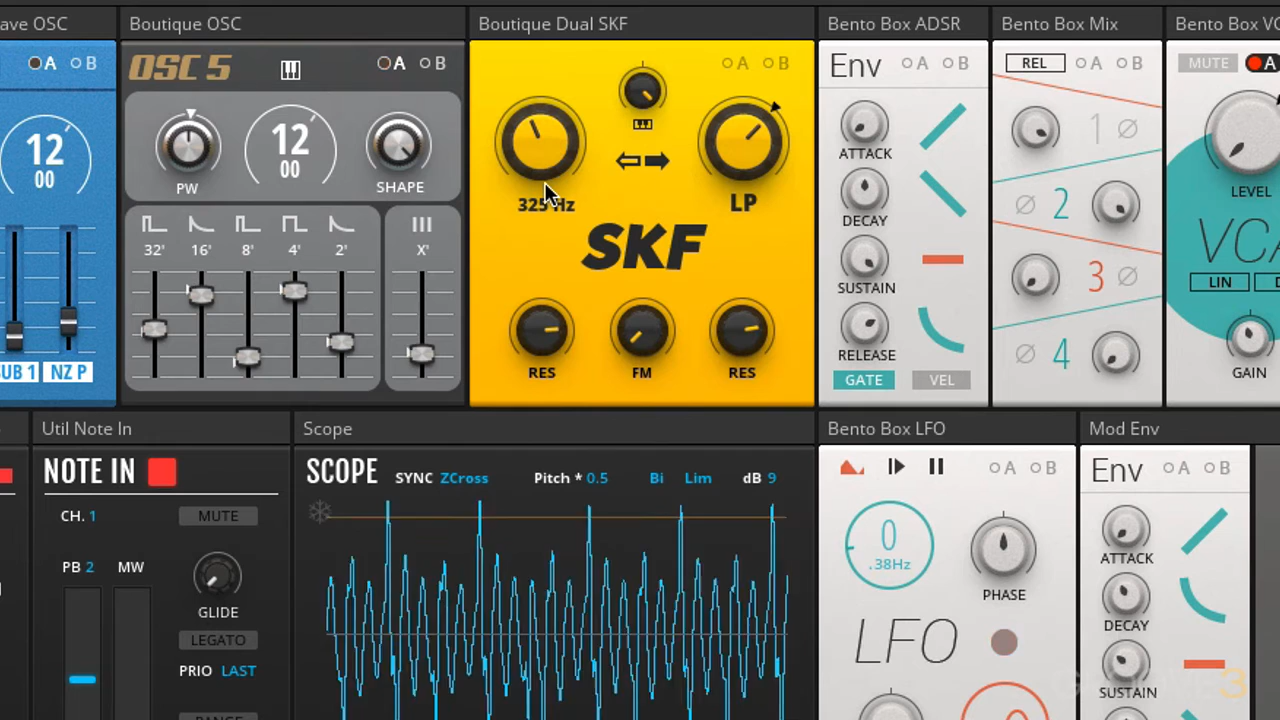 ave OSC
Boutique OSC
Boutique Dual SKF
Bento Box ADSR
Bento Box Mix
Bento Box VC
A B
OSC 5
A B
A B
Env A B
REL A B
MUTE A
12
00
PW
12
00
SHAPE
325 Hz
LP
SKF
RES
FM
RES
32' 16' 8' 4' 2'
X'
UB 1
NZ P
ATTACK
DECAY
SUSTAIN
RELEASE
GATE
VEL
1 Ø
Ø 2
3 Ø
Ø 4
LEVEL
VCA
LIN
D
GAIN
Util Note In
Scope
Bento Box LFO
Mod Env
NOTE IN
CH. 1
MUTE
PB 2
MW
GLIDE
LEGATO
PRIO LAST
RANGE
SCOPE
SYNC ZCross
Pitch * 0.5
Bi
Lim
dB 9
A B
0
.38Hz
PHASE
LFO
Env A B
ATTACK
DECAY
SUSTAIN